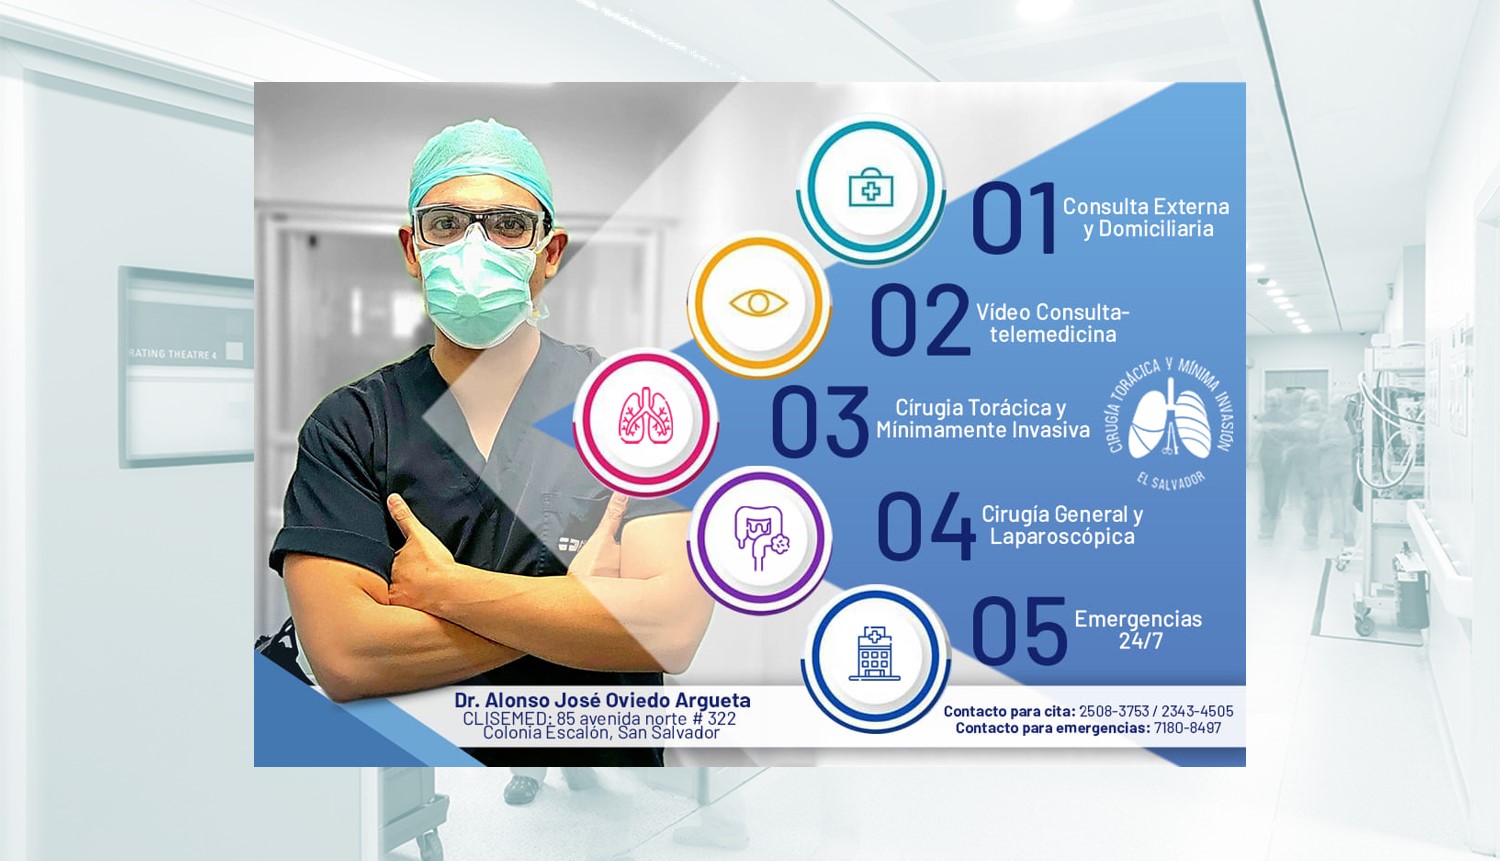 RATING THEATRE 4
01
Consulta Externa
y Domiciliaria
02
Vídeo Consulta-
telemedicina
03
Círugia Torácica y
Mínimamente Invasiva
CIRUGÍA TORÁCICA Y MÍNIMA INVASIÓN
EL SALVADOR
04
Cirugía General y
Laparoscópica
05
Emergencias
24/7
Dr. Alonso José Oviedo Argueta
CLISEMED: 85 avenida norte # 322
Colonia Escalón, San Salvador
Contacto para cita: 2508-3753 / 2343-4505
Contacto para emergencias: 7180-8497